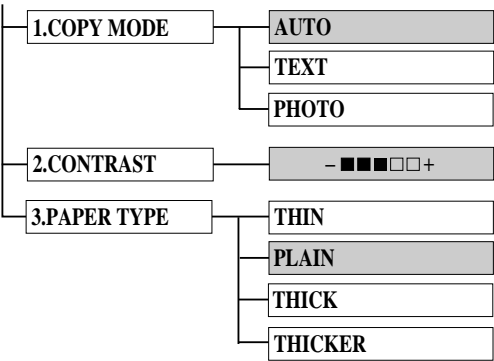 1.COPY MODE
AUTO
TEXT
PHOTO
2.CONTRAST
– ■■■□□+
3.PAPER TYPE
THIN
PLAIN
THICK
THICKER